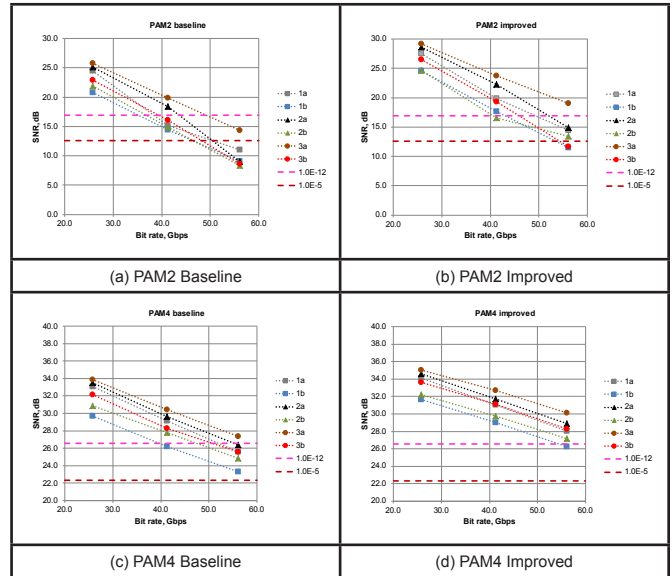 PAM2 baseline
30.0
25.0
20.0
15.0
10.0
5.0
0.0
SNR, dB
20.0 30.0 40.0 50.0 60.0
Bit rate, Gbps
1a
1b
2a
2b
3a
3b
1.0E-12
1.0E-5
(a) PAM2 Baseline
PAM2 improved
30.0
25.0
20.0
15.0
10.0
5.0
0.0
SNR, dB
20.0 30.0 40.0 50.0 60.0
Bit rate, Gbps
1a
1b
2a
2b
3a
3b
1.0E-12
1.0E-5
(b) PAM2 Improved
PAM4 baseline
40.0
38.0
36.0
34.0
32.0
30.0
28.0
26.0
24.0
22.0
20.0
SNR, dB
20.0 30.0 40.0 50.0 60.0
Bit rate, Gbps
1a
1b
2a
2b
3a
3b
1.0E-12
1.0E-5
(c) PAM4 Baseline
PAM4 improved
40.0
38.0
36.0
34.0
32.0
30.0
28.0
26.0
24.0
22.0
20.0
SNR, dB
20.0 30.0 40.0 50.0 60.0
Bit rate, Gbps
1a
1b
2a
2b
3a
3b
1.0E-12
1.0E-5
(d) PAM4 Improved